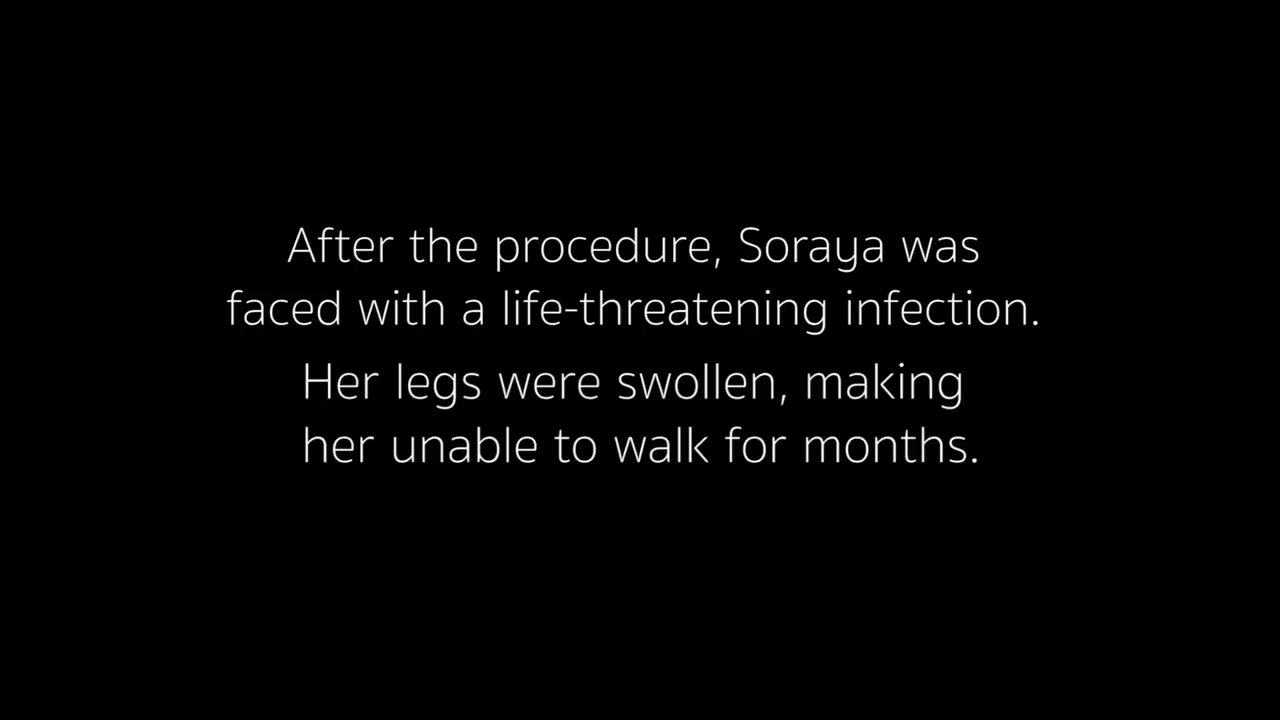 After the procedure, Soraya was
faced with a life-threatening infection.
Her legs were swollen, making
her unable to walk for months.